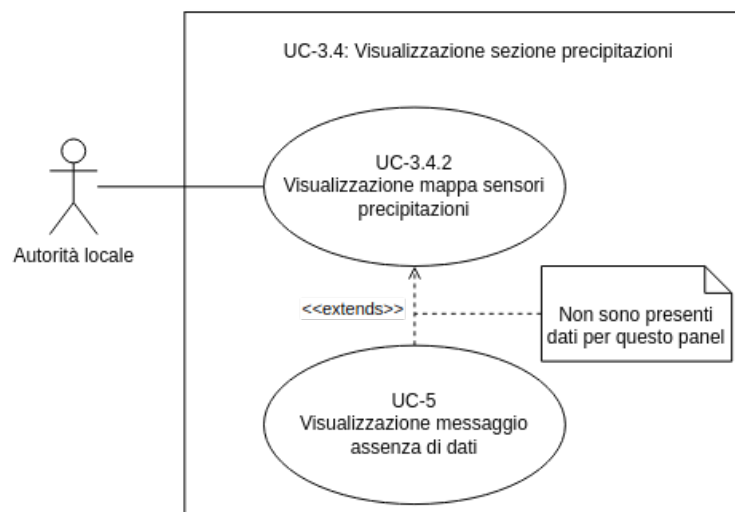 UC-3.4: Visualizzazione sezione precipitazioni
UC-3.4.2
Visualizzazione mappa sensori
precipitazioni
Autorità locale
<<extends>>
Non sono presenti
dati per questo panel
UC-5
Visualizzazione messaggio
assenza di dati